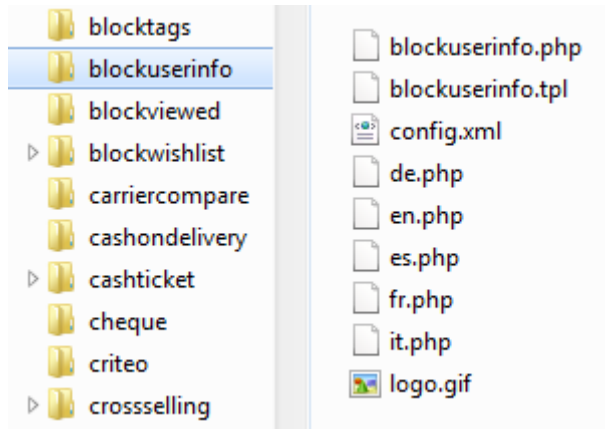 blocktags
blockuserinfo
blockviewed
blockwishlist
carriercompare
cashondelivery
cashticket
cheque
criteo
crossselling
blockuserinfo.php
blockuserinfo.tpl
config.xml
de.php
en.php
es.php
fr.php
it.php
logo.gif